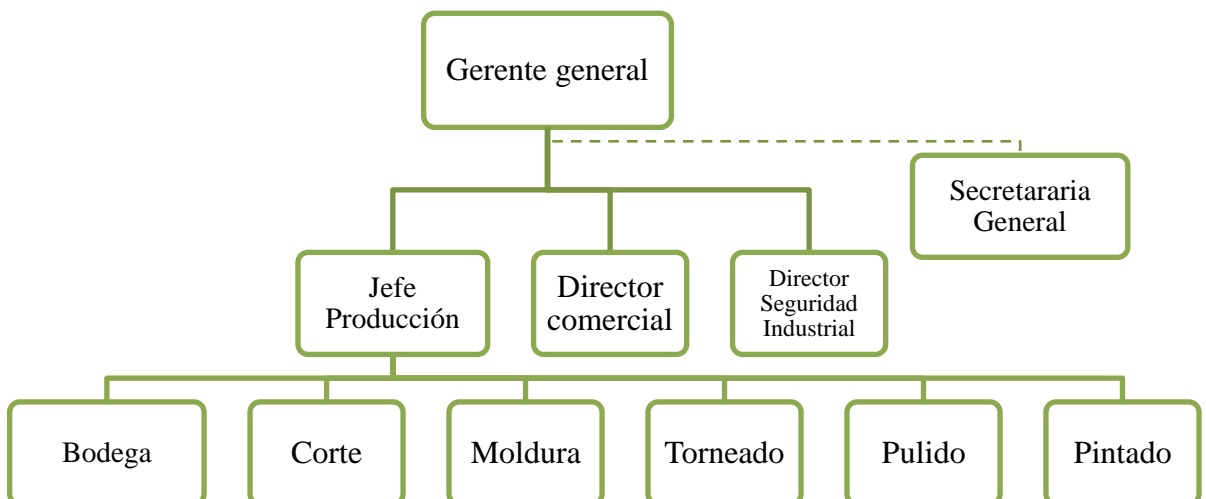 Gerente general
Secretararia
General
Jefe
Producción
Director
comercial
Director
Seguridad
Industrial
Bodega
Corte
Moldura
Torneado
Pulido
Pintado